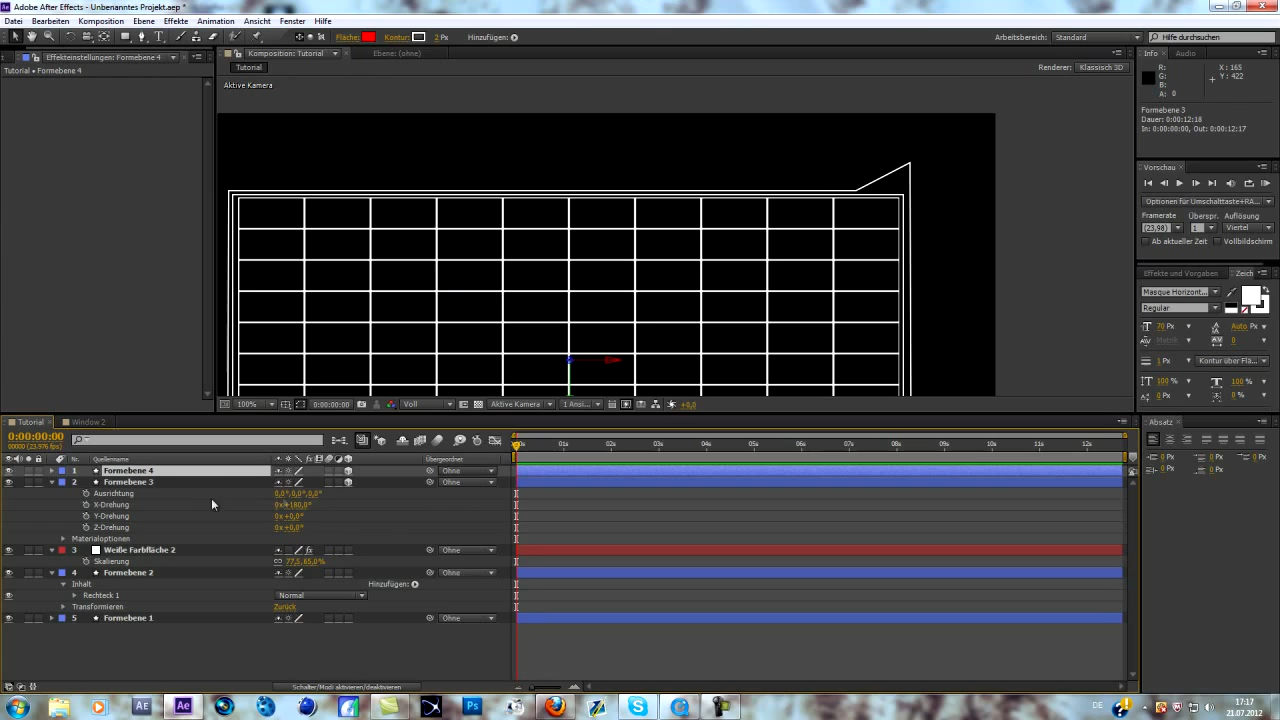 Adobe After Effects - Unbenanntes Projekt.aep *
Datei Bearbeiten Komposition Ebene Effekte Animation Ansicht Fenster Hilfe
Fläche: Kontur: 2 Px Hinzufügen: Arbeitsbereich: Standard Hilfe durchsuchen
Effekteinstellungen: Formebene 4 Komposition: Tutorial Ebene: (ohne) Info Audio
Tutorial • Formebene 4 Tutorial Renderer: Klassisch 3D
Aktive Kamera
R: X : 165
G: Y : 422
B:
A: 0
Formebene 3
Dauer: 0:00:12:18
In: 0:00:00:00, Out: 0:00:12:17
Vorschau
Optionen für Umschalttaste+RA...
Framerate Überspr. Auflösung
(23,98) 1 Viertel
Ab aktueller Zeit Vollbildschirm
Effekte und Vorgaben Zeich
Masque Horizont...
Regular
70 Px Auto Px
Metrik 0
1 Px Kontur über Flä...
100 % 100 %
0 Px 0 %
100% 0:00:00:00 Voll Aktive Kamera 1 Ansi... +0,0
Tutorial Window 2 Absatz
0:00:00:00
00000 (23.976 fps)
01s 02s 03s 04s 05s 06s 07s 08s 09s 10s 11s 12s
Nr. Quellenname Übergeordnet
1 Formebene 4 Ohne
2 Formebene 3 Ohne
Ausrichtung 0,0°,0,0°,0,0°
X-Drehung 0x+180,0°
Y-Drehung 0x+0,0°
Z-Drehung 0x+0,0°
Materialoptionen
3 Weiße Farbfläche 2 Ohne
Skalierung 77,5,65,0%
4 Formebene 2 Ohne
Inhalt Hinzufügen:
Rechteck 1 Normal
Transformieren Zurück
5 Formebene 1 Ohne
0 Px 0 Px 0 Px
0 Px 0 Px
Schalter/Modi aktivieren/deaktivieren
DE 17:17
21.07.2012